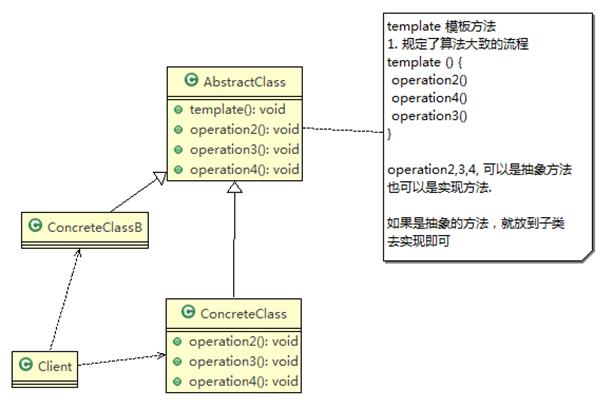 AbstractClass
template(): void
operation2(): void
operation3(): void
operation4(): void
template 模板方法
1. 规定了算法大致的流程
template () {
operation2()
operation4()
operation3()
}
operation2,3,4, 可以是抽象方法
也可以是实现方法.
如果是抽象的方法，就放到子类
去实现即可
C ConcreteClassB
C ConcreteClass
operation2(): void
operation3(): void
operation4(): void
C Client